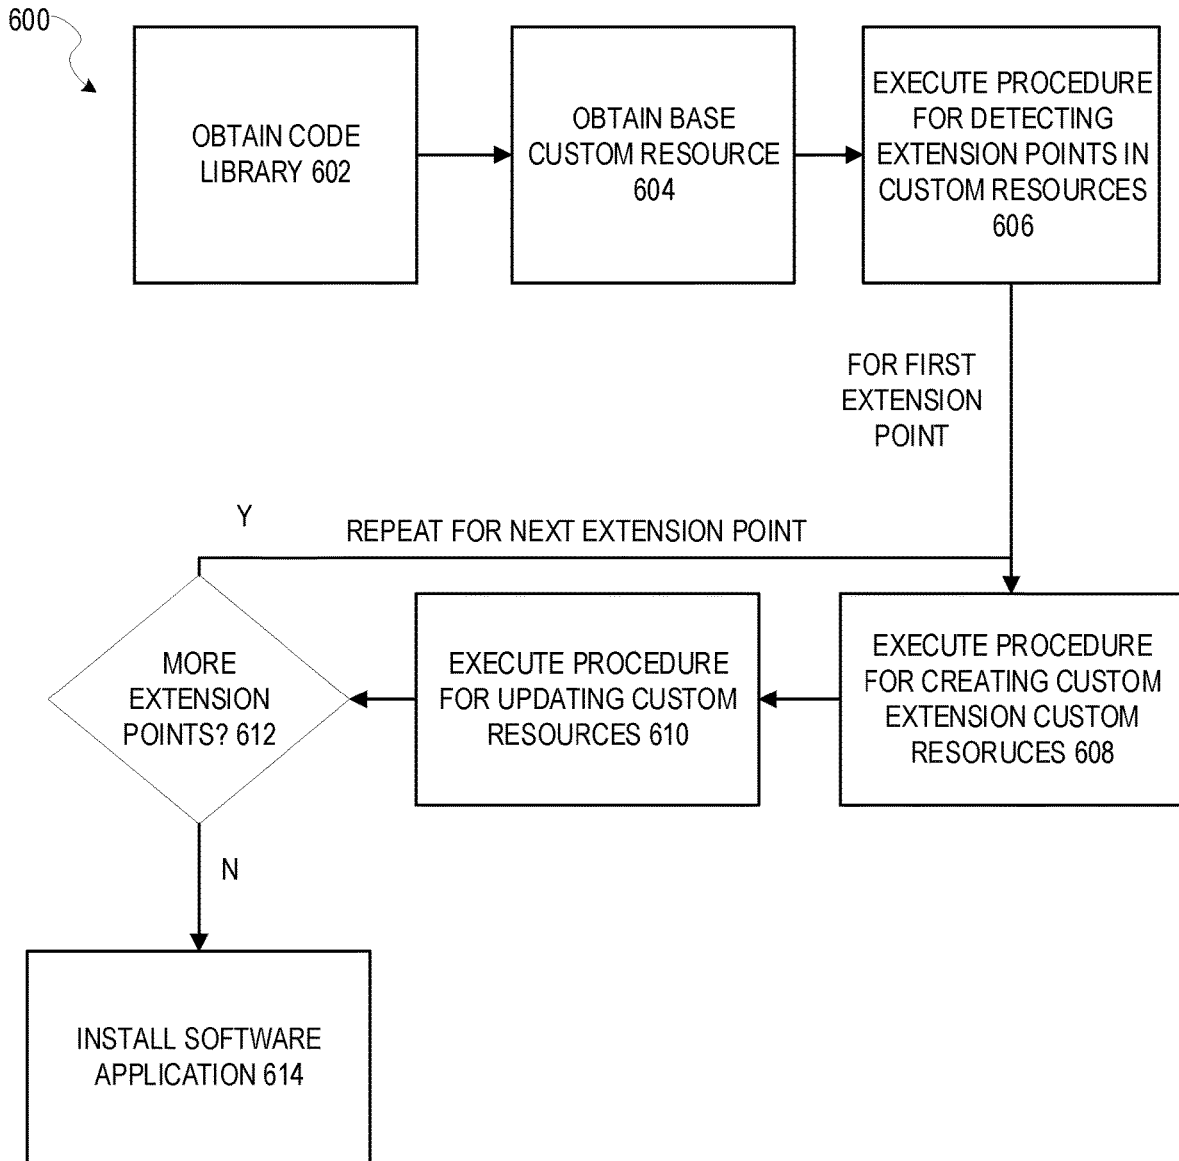 600
OBTAIN CODE
LIBRARY 602
OBTAIN BASE
CUSTOM RESOURCE
604
EXECUTE PROCEDURE
FOR DETECTING
EXTENSION POINTS IN
CUSTOM RESOURCES
606
FOR FIRST
EXTENSION
POINT
Y
REPEAT FOR NEXT EXTENSION POINT
EXECUTE PROCEDURE
FOR CREATING CUSTOM
EXTENSION CUSTOM
RESORUCES 608
EXECUTE PROCEDURE
FOR UPDATING CUSTOM
RESOURCES 610
MORE
EXTENSION
POINTS? 612
N
INSTALL SOFTWARE
APPLICATION 614